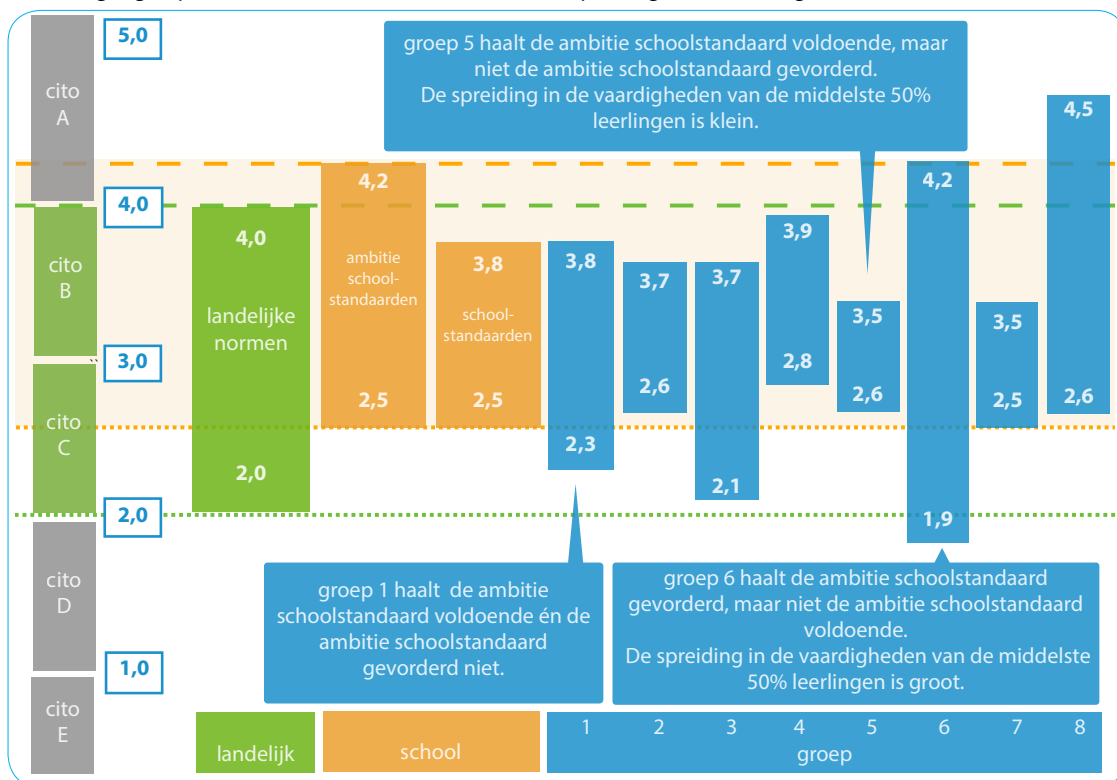 5,0
cito
A
4,0
cito
B
3,0
cito
C
2,0
cito
D
1,0
cito
E
groep 5 haalt de ambitie schoolstandaard voldoende, maar
niet de ambitie schoolstandaard gevorderd.
De spreiding in de vaardigheden van de middelste 50%
leerlingen is klein.
4,0
landelijke
normen
2,0
4,2
ambitie
school-
standaarden
2,5
3,8
school-
standaarden
2,5
3,8
2,3
3,7
2,6
3,7
2,1
3,9
2,8
3,5
2,6
4,2
1,9
3,5
2,5
4,5
2,6
groep 1 haalt de ambitie
schoolstandaard voldoende én de
ambitie schoolstandaard
gevorderd niet.
groep 6 haalt de ambitie schoolstandaard
gevorderd, maar niet de ambitie schoolstandaard
voldoende.
De spreiding in de vaardigheden van de middelste
50% leerlingen is groot.
landelijk
school
1 2 3 4 5 6 7 8
groep